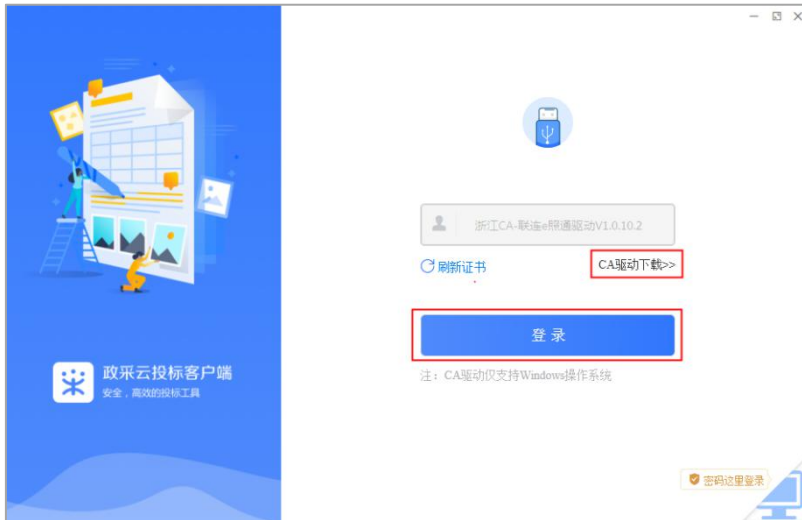 浙江CA-联连e照通驱动V1.0.10.2
刷新证书
CA驱动下载>>
登录
注：CA驱动仅支持Windows操作系统
政采云投标客户端
安全，高效的投标工具
密码这里登录